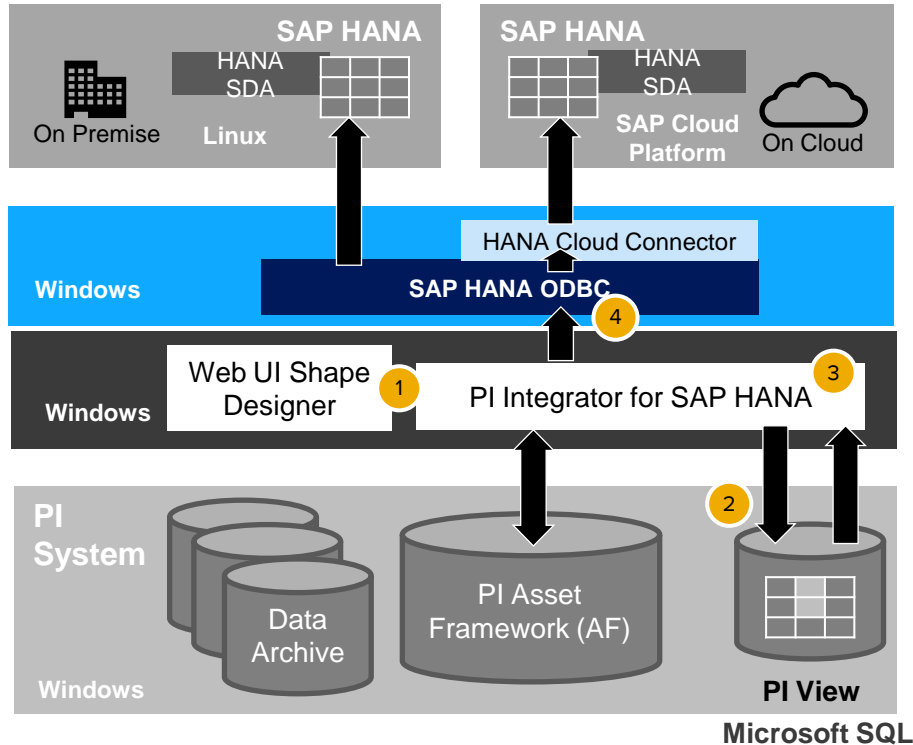 SAP HANA
HANA
SDA
On Premise
Linux
SAP HANA
HANA
SDA
SAP Cloud
Platform
On Cloud
HANA Cloud Connector
Windows
SAP HANA ODBC
4
Web UI Shape
Designer
1
PI Integrator for SAP HANA
3
Windows
2
PI
System
Data
Archive
PI Asset
Framework (AF)
Windows
PI View
Microsoft SQL